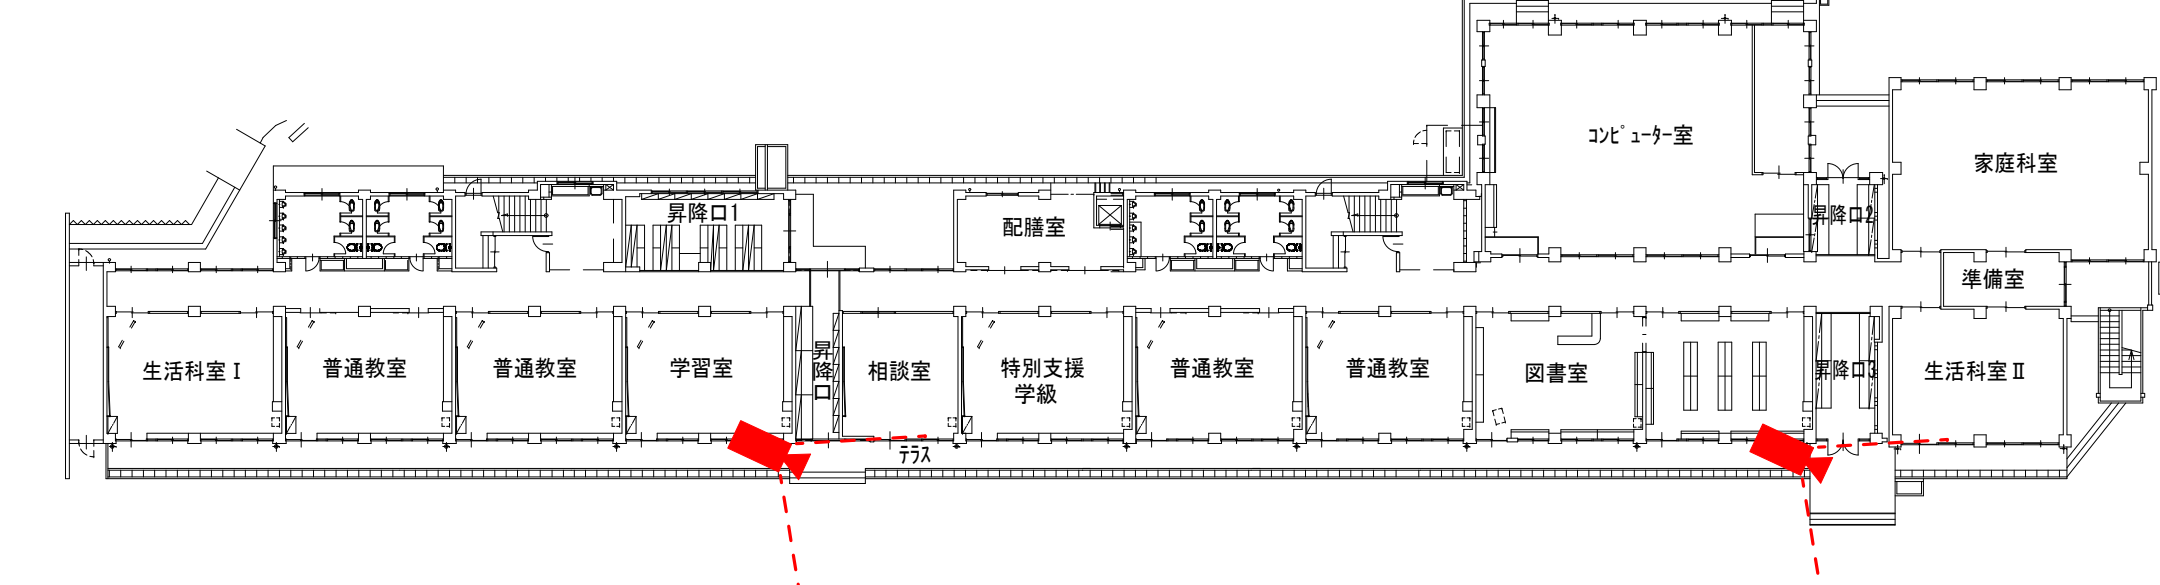 コンピューター室
家庭科室
昇降口1
配膳室
昇降口2
準備室
生活科室Ⅰ
普通教室
普通教室
学習室
昇降口
相談室
特別支援
学級
普通教室
普通教室
図書室
昇降口3
生活科室Ⅱ
テラス